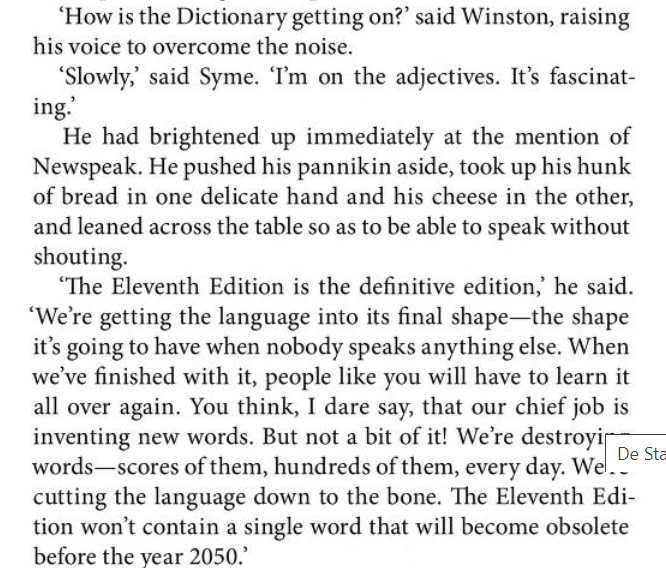 ‘How is the Dictionary getting on?’ said Winston, raising
his voice to overcome the noise.
‘Slowly,’ said Syme. ‘I’m on the adjectives. It’s fascinat-
ing.’
He had brightened up immediately at the mention of
Newspeak. He pushed his pannikin aside, took up his hunk
of bread in one delicate hand and his cheese in the other,
and leaned across the table so as to be able to speak without
shouting.
‘The Eleventh Edition is the definitive edition,’ he said.
‘We’re getting the language into its final shape—the shape
it’s going to have when nobody speaks anything else. When
we’ve finished with it, people like you will have to learn it
all over again. You think, I dare say, that our chief job is
inventing new words. But not a bit of it! We’re destroyi
De Sta
words—scores of them, hundreds of them, every day. We
cutting the language down to the bone. The Eleventh Edi-
tion won’t contain a single word that will become obsolete
before the year 2050.’